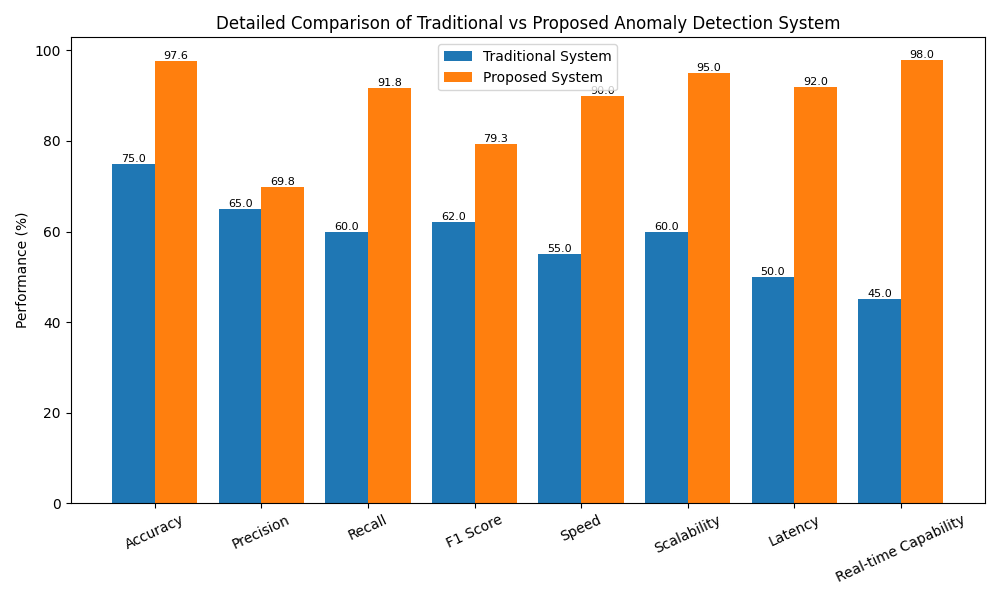 Detailed Comparison of Traditional vs Proposed Anomaly Detection System
Traditional System
Proposed System
Performance (%)
100
80
60
40
20
0
75.0
97.6
65.0
69.8
60.0
91.8
62.0
79.3
55.0
90.0
60.0
95.0
50.0
92.0
45.0
98.0
Accuracy
Precision
Recall
F1 Score
Speed
Scalability
Latency
Real-time Capability